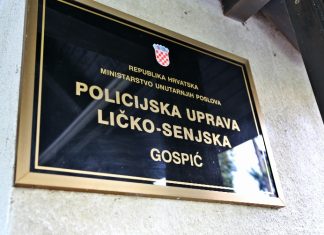 REPUBLIKA HRVATSKA
MINISTARSTVO UNUTARNJIH POSLOVA
POLICIJSKA UPRAVA
LIČKO-SENJSKA
GOSPIĆ